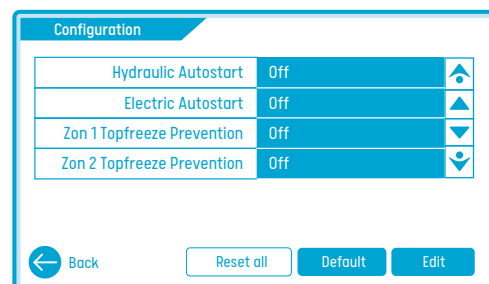 Configuration
Hydraulic Autostart Off
Electric Autostart Off
Zon 1 Topfreeze Prevention Off
Zon 2 Topfreeze Prevention Off
Back Reset all Default Edit